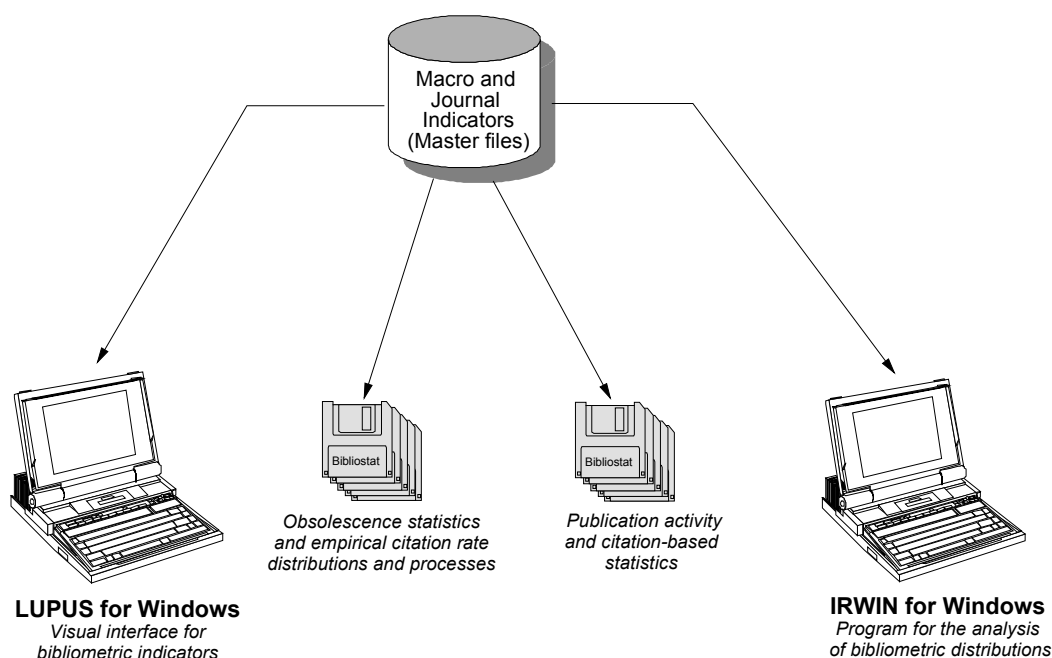 Macro and
Journal
Indicators
(Master files)
Bibliostat
Bibliostat
Obsolescence statistics
and empirical citation rate
distributions and processes
Publication activity
and citation-based
statistics
LUPUS for Windows
Visual interface for
bibliometric indicators
IRWIN for Windows
Program for the analysis
of bibliometric distributions